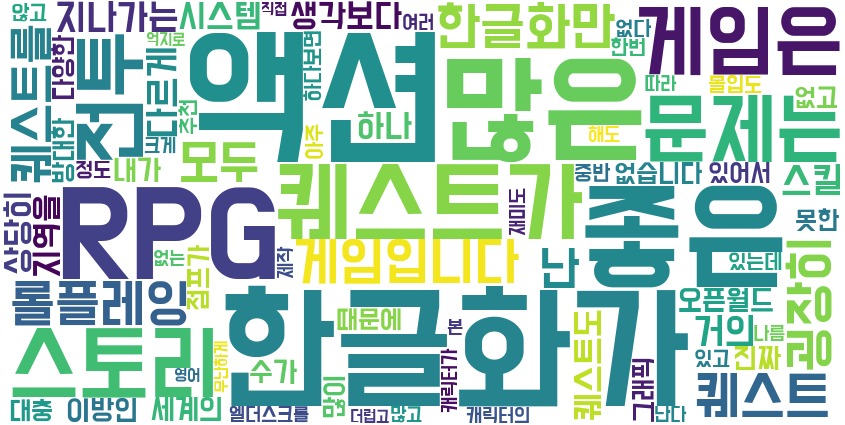 않고
지나가는
시스템
직접
생각보다
여러
한글화만
없다
한번
게임은
퀘스트를
다양한
전투
억지로
다르게
추천
크게
액션
하다보면
아주
하나
많은
해도
따라
몰입도
문제는
없고
방대한
정도
내가
모두
퀘스트가
중반
없습니다
있어서
스킬
상당히
지역을
RPG
없는
점프가
제작
게임입니다
재미도
난
좋은
못한
있는데
굉장히
롤플레잉
한글화가
때문에
본
오픈월드
거의
나름
스토리
영어
무난하게
수가
많이
캐릭터가
퀘스트도
그래픽
있고
진짜
퀘스트
대충
이방인
세계의
엘더스크롤
더럽고
많고
캐릭터의
난다